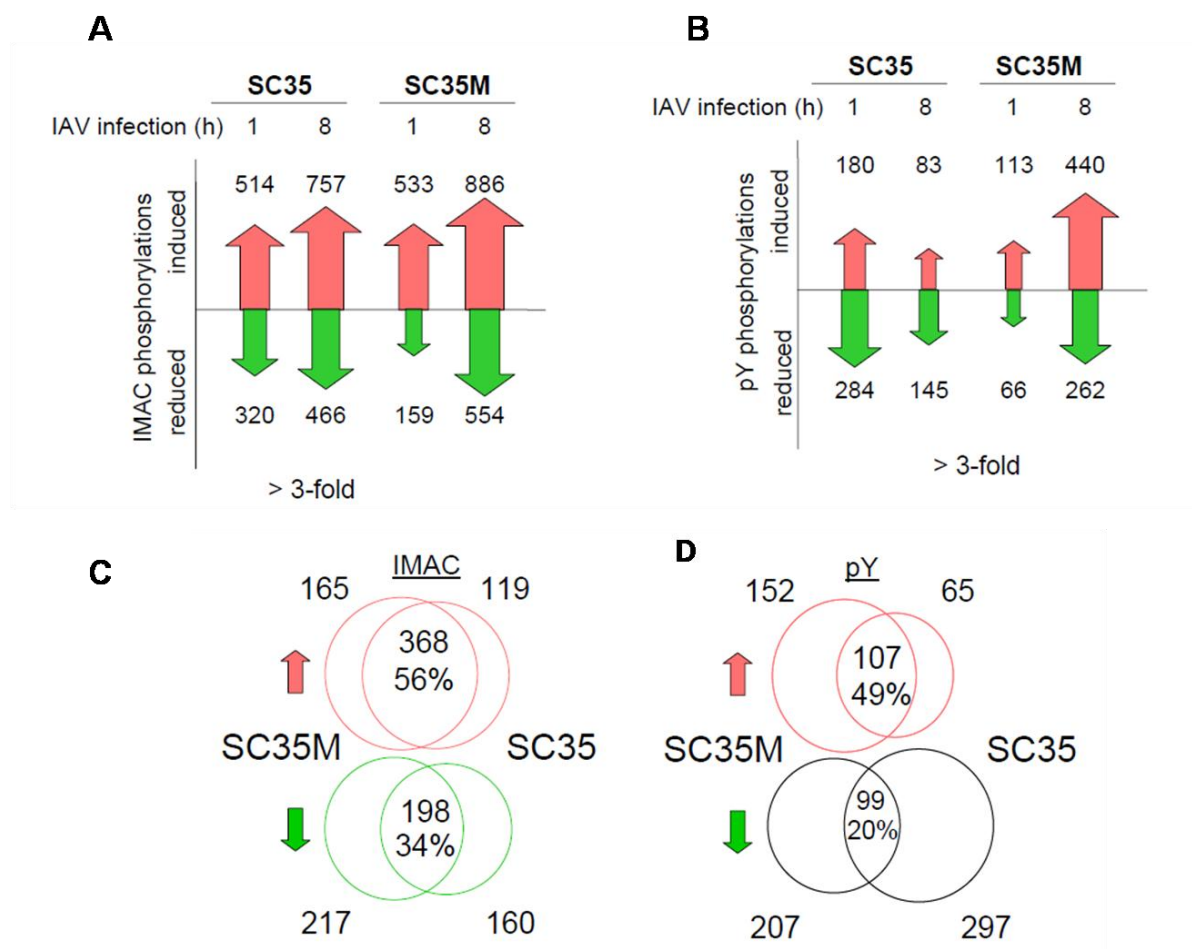 A
SC35 SC35M
IAV infection (h) 1 8 1 8
514 757 533 886
IMAC phosphorylations
induced
reduced
320 466 159 554
> 3-fold
B
SC35 SC35M
IAV infection (h) 1 8 1 8
180 83 113 440
pY phosphorylations
induced
reduced
284 145 66 262
> 3-fold
C
IMAC
165 119
368
56%
SC35M SC35
198
34%
217 160
D
pY
152 65
107
49%
SC35M SC35
99
20%
207 297